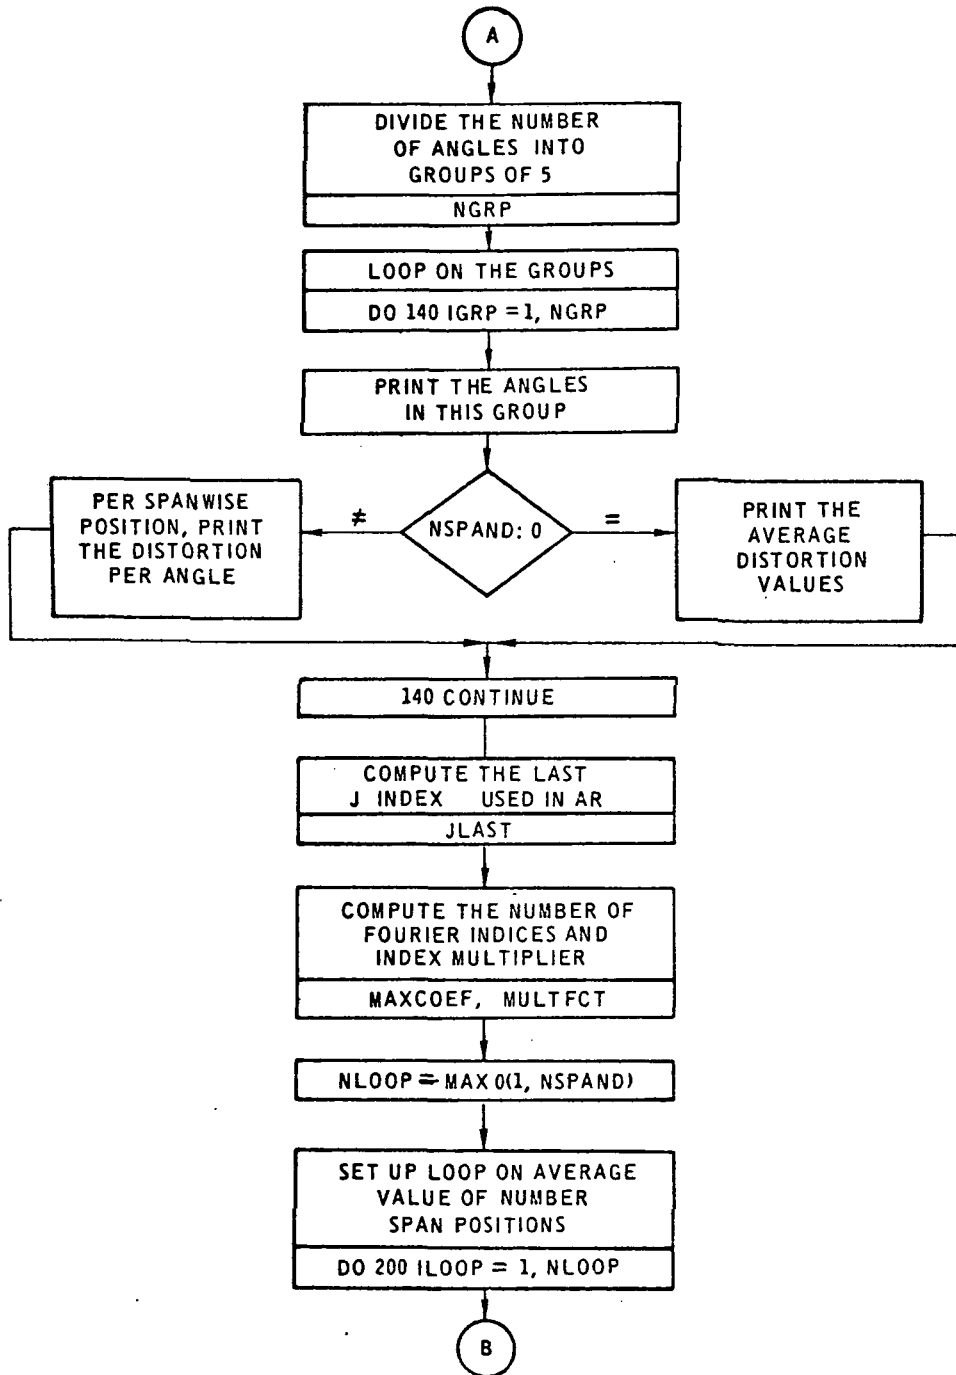 A
DIVIDE THE NUMBER
OF ANGLES INTO
GROUPS OF 5
NGRP
LOOP ON THE GROUPS
DO 140 IGRP = 1, NGRP
PRINT THE ANGLES
IN THIS GROUP
PER SPANWISE
POSITION, PRINT
THE DISTORTION
PER ANGLE
≠
NSPAND: 0
=
PRINT THE
AVERAGE
DISTORTION
VALUES
140 CONTINUE
COMPUTE THE LAST
J INDEX USED IN AR
JLAST
COMPUTE THE NUMBER OF
FOURIER INDICES AND
INDEX MULTIPLIER
MAXCOEF, MULTFCT
NLOOP = MAX0(1, NSPAND)
SET UP LOOP ON AVERAGE
VALUE OF NUMBER
SPAN POSITIONS
DO 200 ILOOP = 1, NLOOP
B